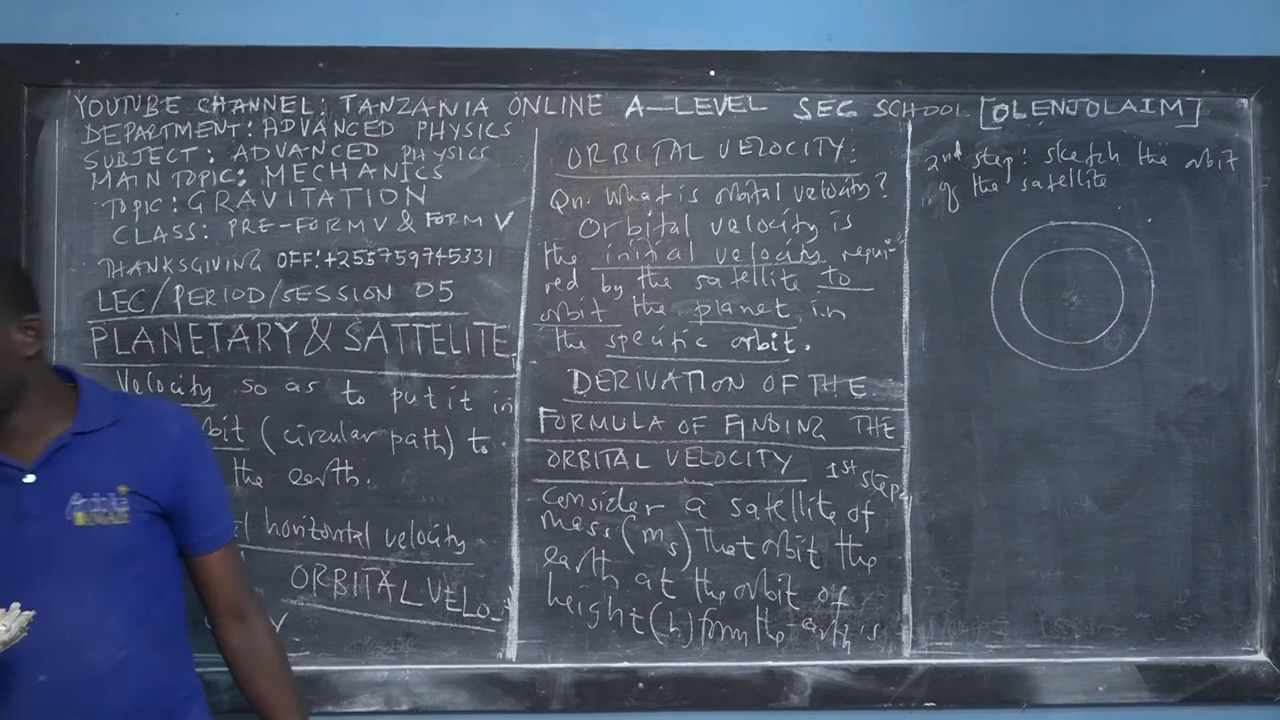 YOUTUBE CHANNEL: TANZANIA ONLINE A-LEVEL SEC SCHOOL [OLENJOLAIM]
DEPARTMENT: ADVANCED PHYSICS
SUBJECT: ADVANCED PHYSICS
MAIN TOPIC: MECHANICS
TOPIC: GRAVITATION
CLASS: PRE-FORM V & FORM V
THANKSGIVING OFF:+255759745331
LEC/PERIOD/SESSION 05
PLANETARY & SATTELITE
Velocity so as to put it in
bit (circular path) to
the earth.
l horizontal velocity
ORBITAL VELO-
ORBITAL VELOCITY:
Qn. What is orbital velocity?
Orbital velocity is
the initial velocity requi-
red by the satellite to
orbit the planet in
the specific orbit.
DERIVATION OF THE
FORMULA OF FINDING THE
ORBITAL VELOCITY 1st step:
Consider a satellite of
mass (ms) That orbit the
earth at the orbit of
height (h) form the earth is
2nd step: sketch the orbit
of the satellite